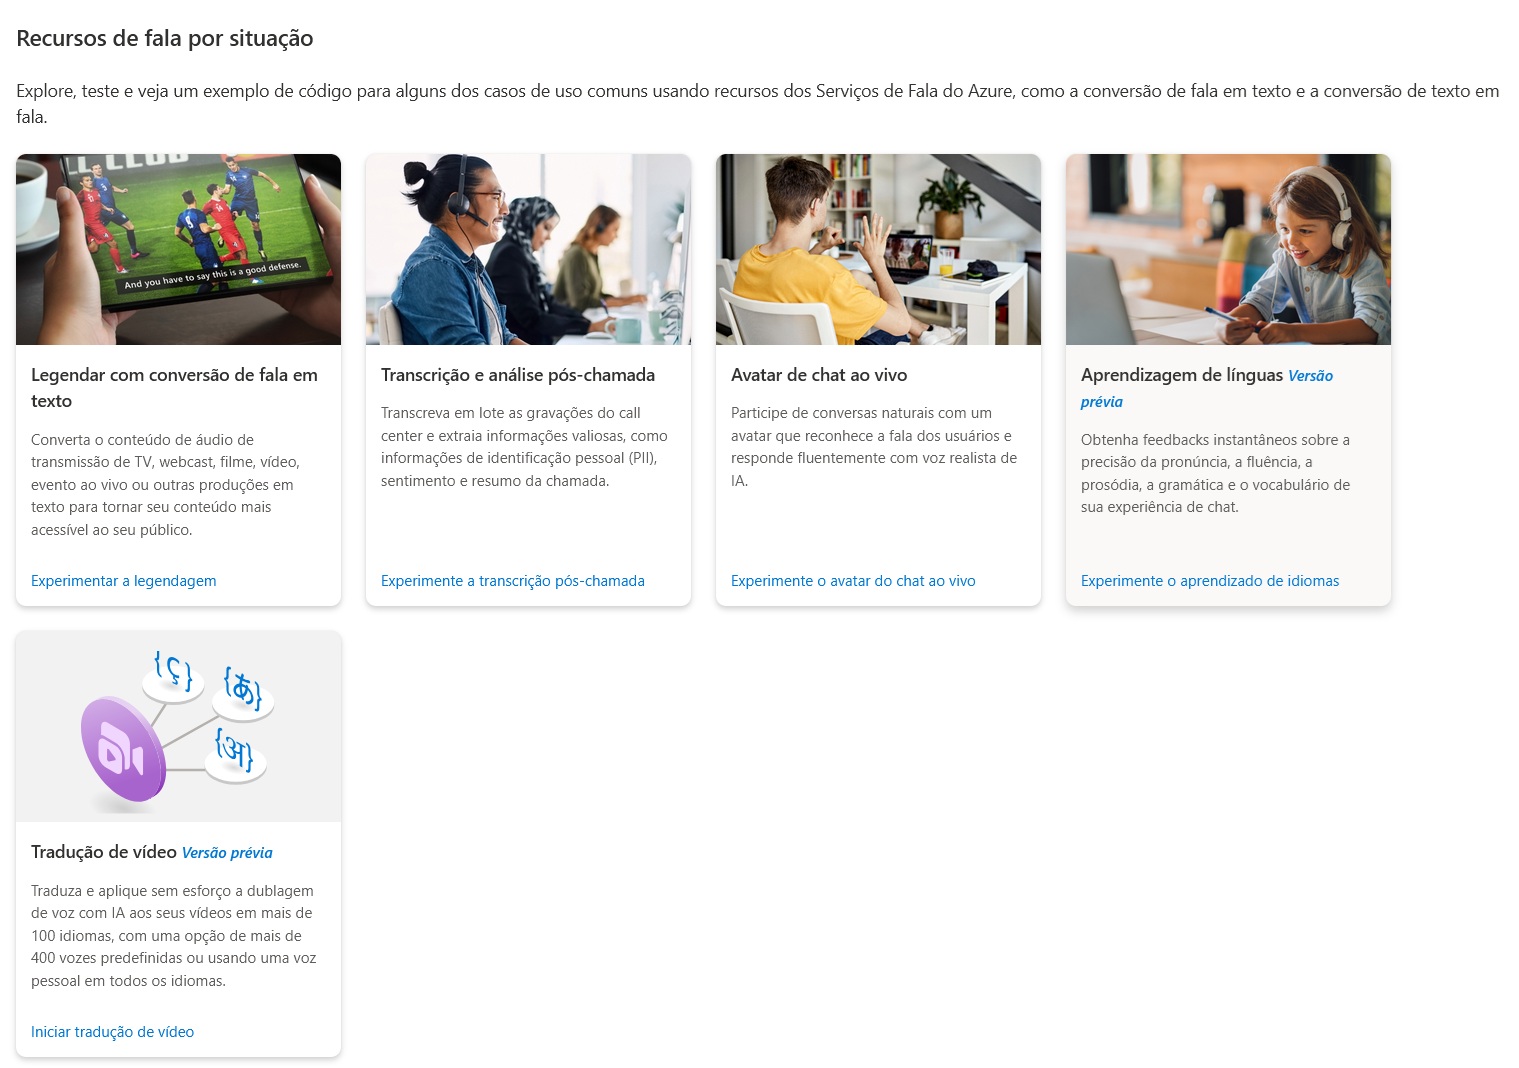 Recursos de fala por situação
Explore, teste e veja um exemplo de código para alguns dos casos de uso comuns usando recursos dos Serviços de Fala do Azure, como a conversão de fala em texto e a conversão de texto em
fala.
CLUB
And you have to say this is a good defense.
Legendar com conversão de fala em
texto
Converta o conteúdo de áudio de
transmissão de TV, webcast, filme, vídeo,
evento ao vivo ou outras produções em
texto para tornar seu conteúdo mais
acessível ao seu público.
Experimentar a legendagem
Transcrição e análise pós-chamada
Transcreva em lote as gravações do call
center e extraia informações valiosas, como
informações de identificação pessoal (PII),
sentimento e resumo da chamada.
Experimente a transcrição pós-chamada
Avatar de chat ao vivo
Participe de conversas naturais com um
avatar que reconhece a fala dos usuários e
responde fluentemente com voz realista de
IA.
Experimente o avatar do chat ao vivo
Aprendizagem de línguas Versão
prévia
Obtenha feedbacks instantâneos sobre a
precisão da pronúncia, a fluência, a
prosódia, a gramática e o vocabulário de
sua experiência de chat.
Experimente o aprendizado de idiomas
{ç}
{あ}
{अ}
Tradução de vídeo Versão prévia
Traduza e aplique sem esforço a dublagem
de voz com IA aos seus vídeos em mais de
100 idiomas, com uma opção de mais de
400 vozes predefinidas ou usando uma voz
pessoal em todos os idiomas.
Iniciar tradução de vídeo